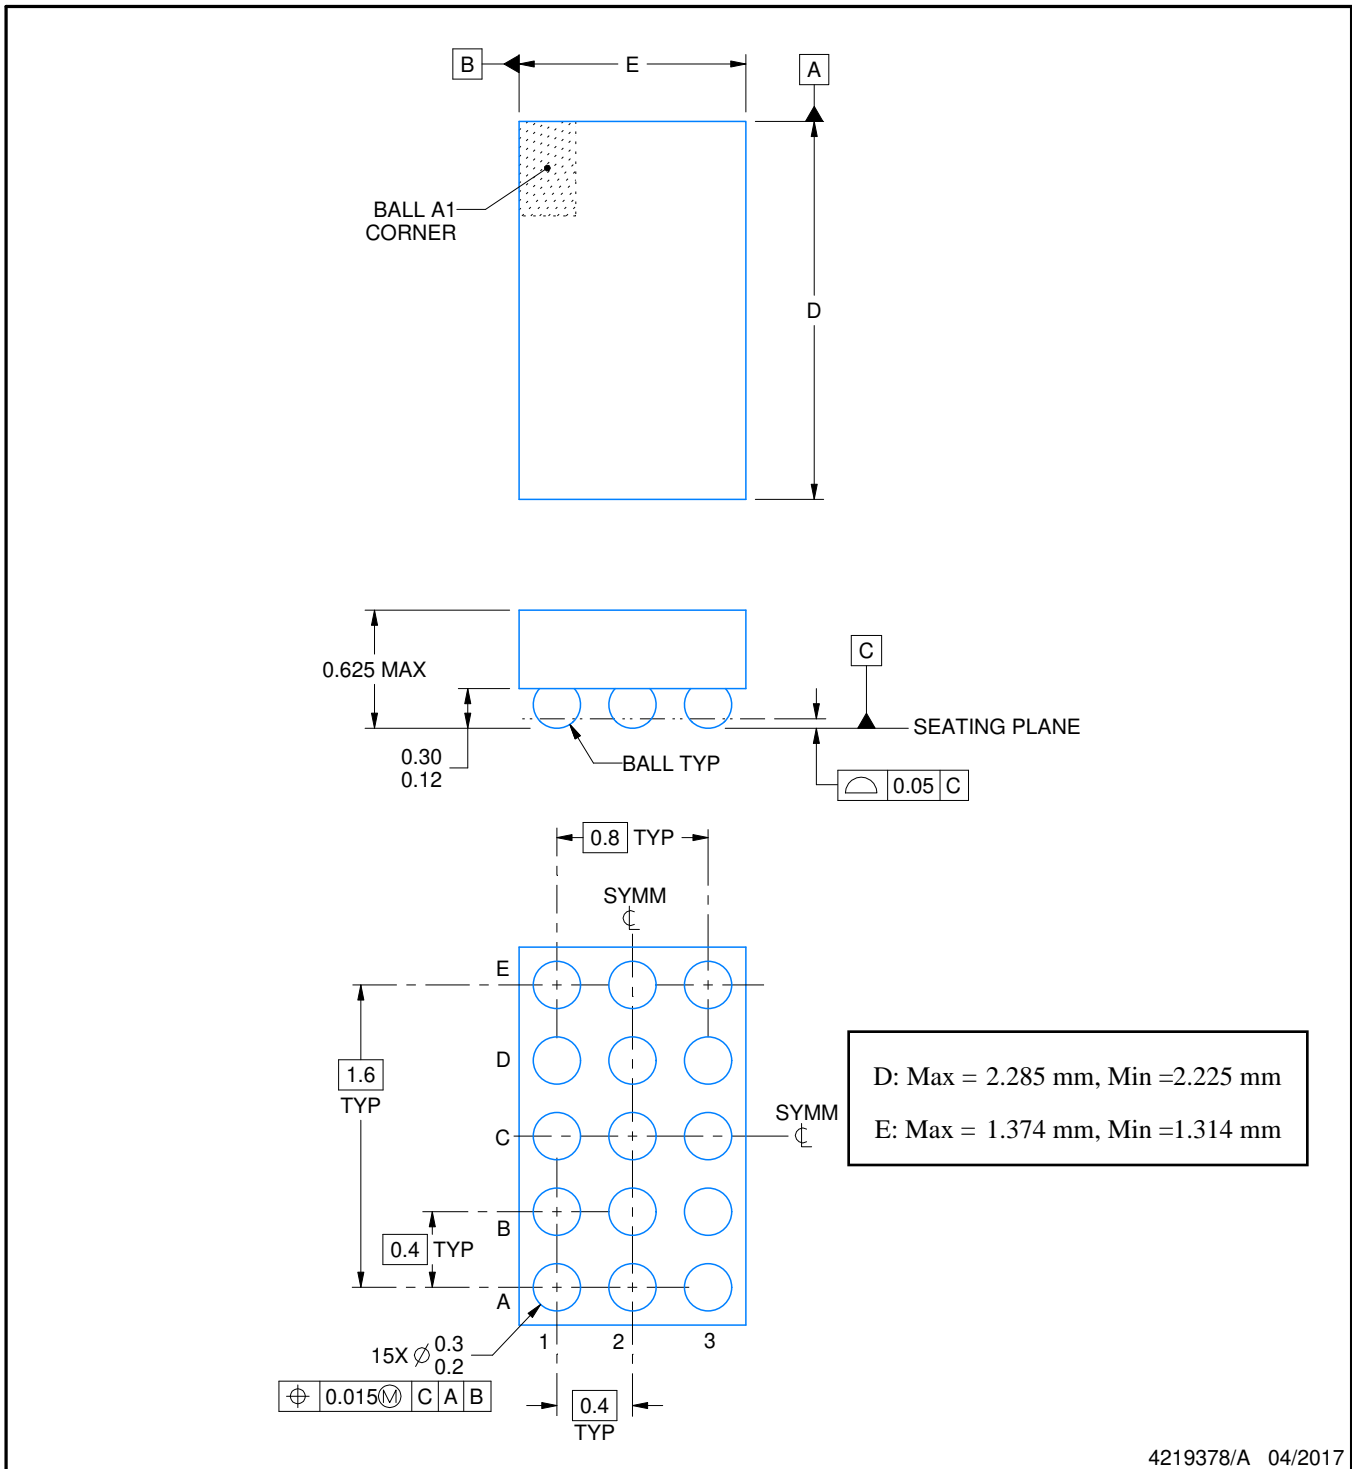 B
E
A
BALL A1
CORNER
D
0.625 MAX
C
SEATING PLANE
0.30
0.12
BALL TYP
0.05 C
0.8 TYP
SYMM
E
D
1.6
TYP
D: Max = 2.285 mm, Min =2.225 mm
E: Max = 1.374 mm, Min =1.314 mm
SYMM
C
B
0.4 TYP
A
1 2 3
15X ⌀ 0.3
0.2
⌖ 0.015Ⓜ C A B
0.4
TYP
4219378/A 04/2017